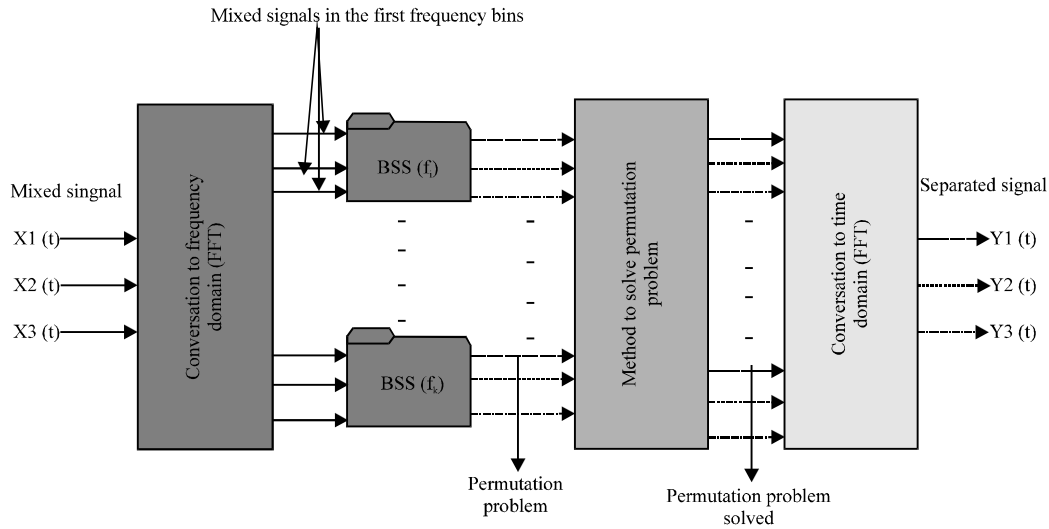 Mixed signals in the first frequency bins
Mixed singnal
X1 (t)
X2 (t)
X3 (t)
Conversation to frequency
domain (FFT)
BSS (fᵢ)
BSS (fₖ)
Permutation
problem
Method to solve permutation
problem
Permutation problem
solved
Conversation to time
domain (FFT)
Separated signal
Y1 (t)
Y2 (t)
Y3 (t)